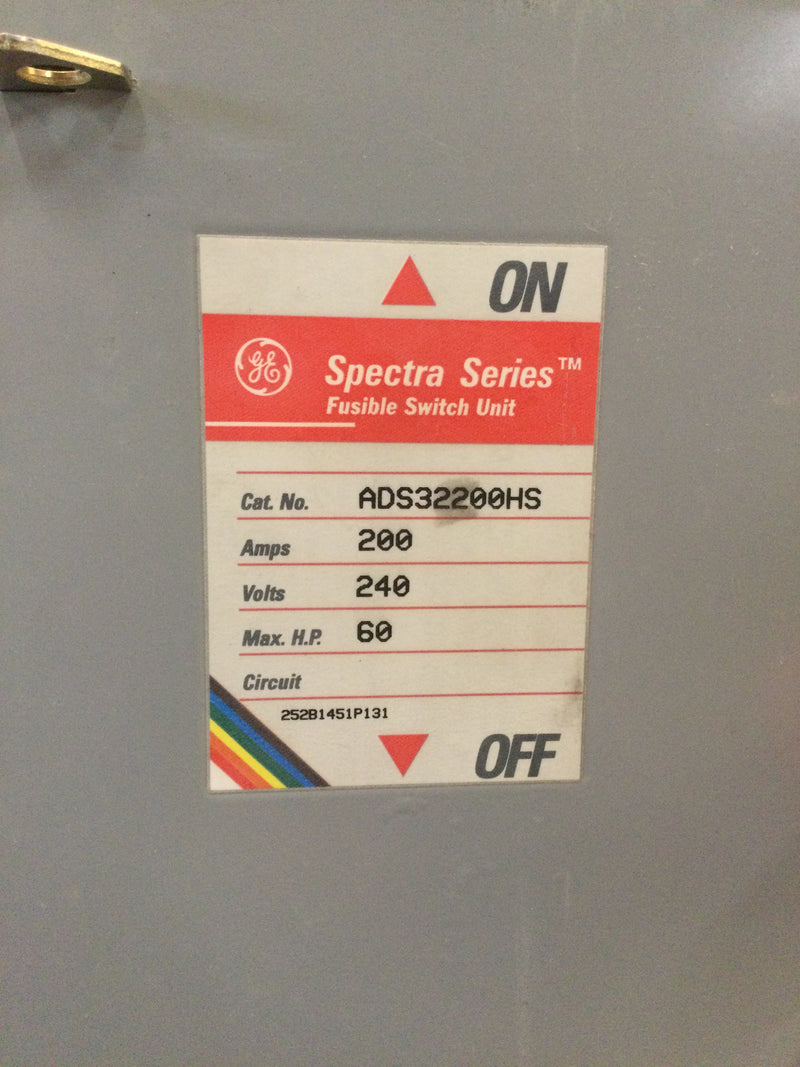 ON
GE
Spectra Series™
Fusible Switch Unit
Cat. No. ADS32200HS
Amps 200
Volts 240
Max. H.P. 60
Circuit
252B1451P131
OFF